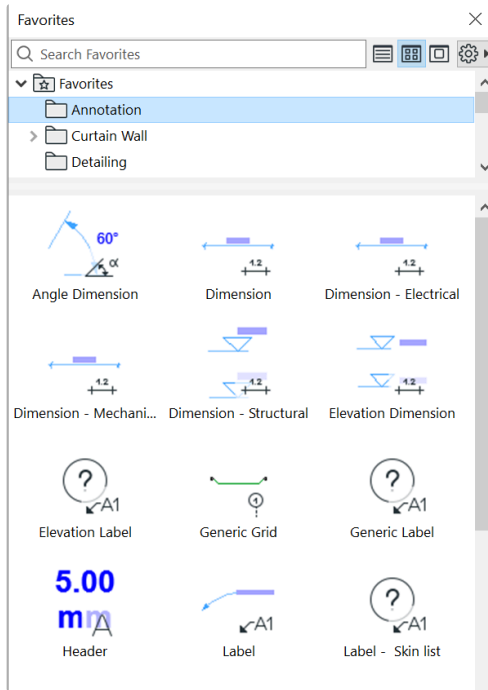 Favorites
Search Favorites
Favorites
Annotation
Curtain Wall
Detailing
60°
α
1.2
1.2
Angle Dimension
Dimension
Dimension - Electrical
1.2
1.2
1.2
Dimension - Mechani...
Dimension - Structural
Elevation Dimension
?
A1
1
?
A1
Elevation Label
Generic Grid
Generic Label
5.00
mm
A
A1
?
A1
Header
Label
Label -  Skin list